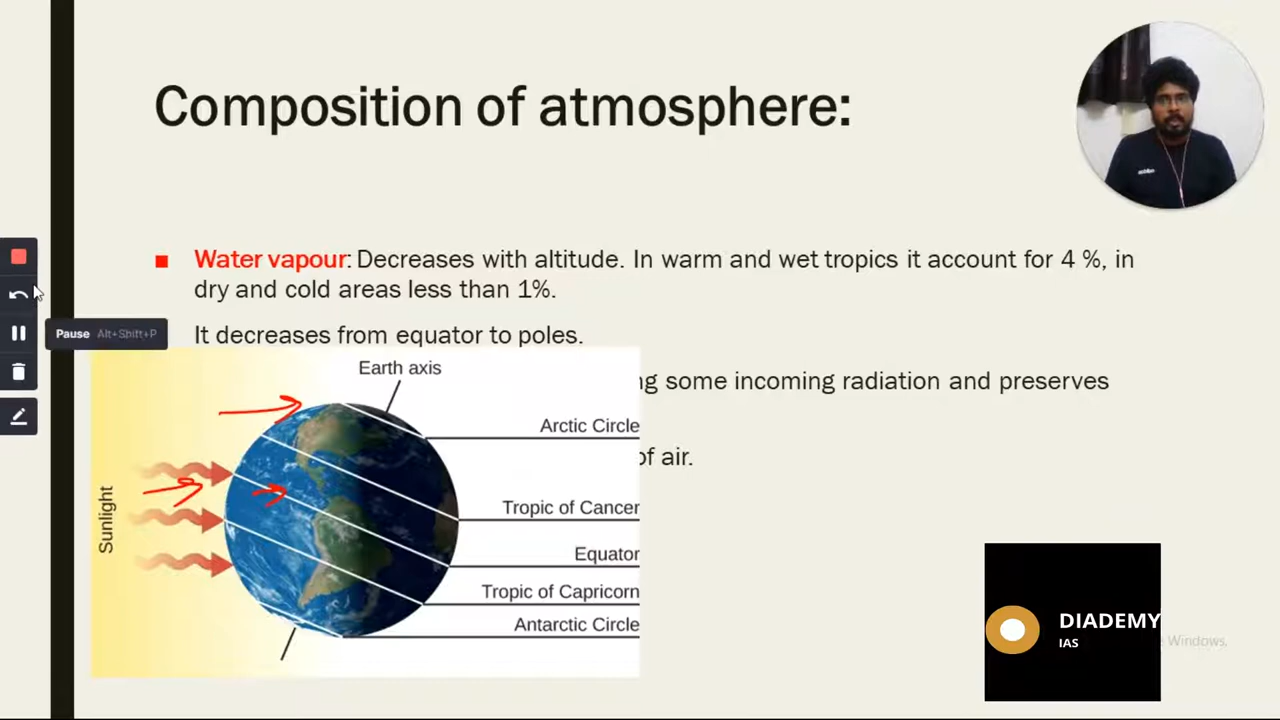 Composition of atmosphere:
■ Water vapour: Decreases with altitude. In warm and wet tropics it account for 4 %, in
dry and cold areas less than 1%.
Pause Alt+Shift+P
It decreases from equator to poles.
some incoming radiation and preserves
of air.
Earth axis
Arctic Circle
Sunlight
Tropic of Cancer
Equator
Tropic of Capricorn
Antarctic Circle
DIADEMY
IAS
Windows.